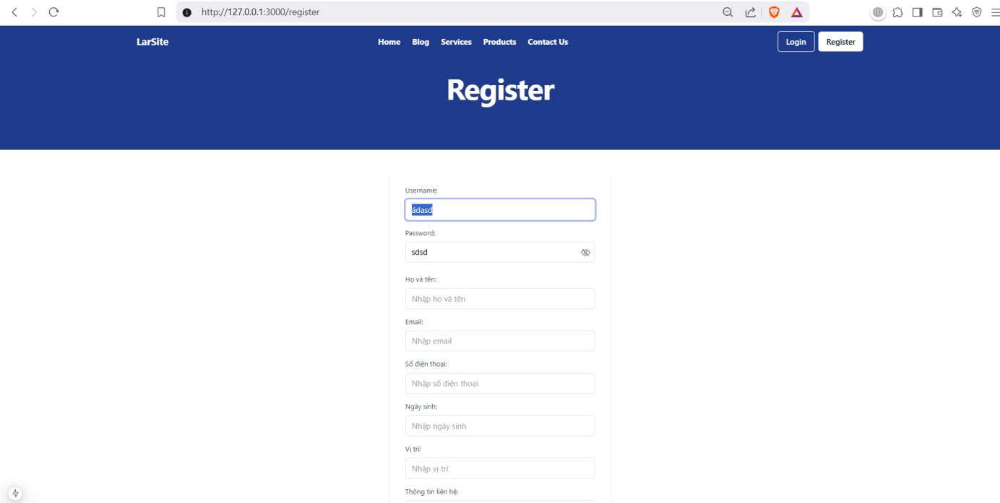 http://127.0.0.1:3000/register
LarSite Home Blog Services Products Contact Us Login Register
Register
Username:
ádasd
Password:
sdsd
Họ và tên:
Nhập họ và tên
Email:
Nhập email
Số điện thoại:
Nhập số điện thoại
Ngày sinh:
Nhập ngày sinh
Vị trí:
Nhập vị trí
Thông tin liên hệ: